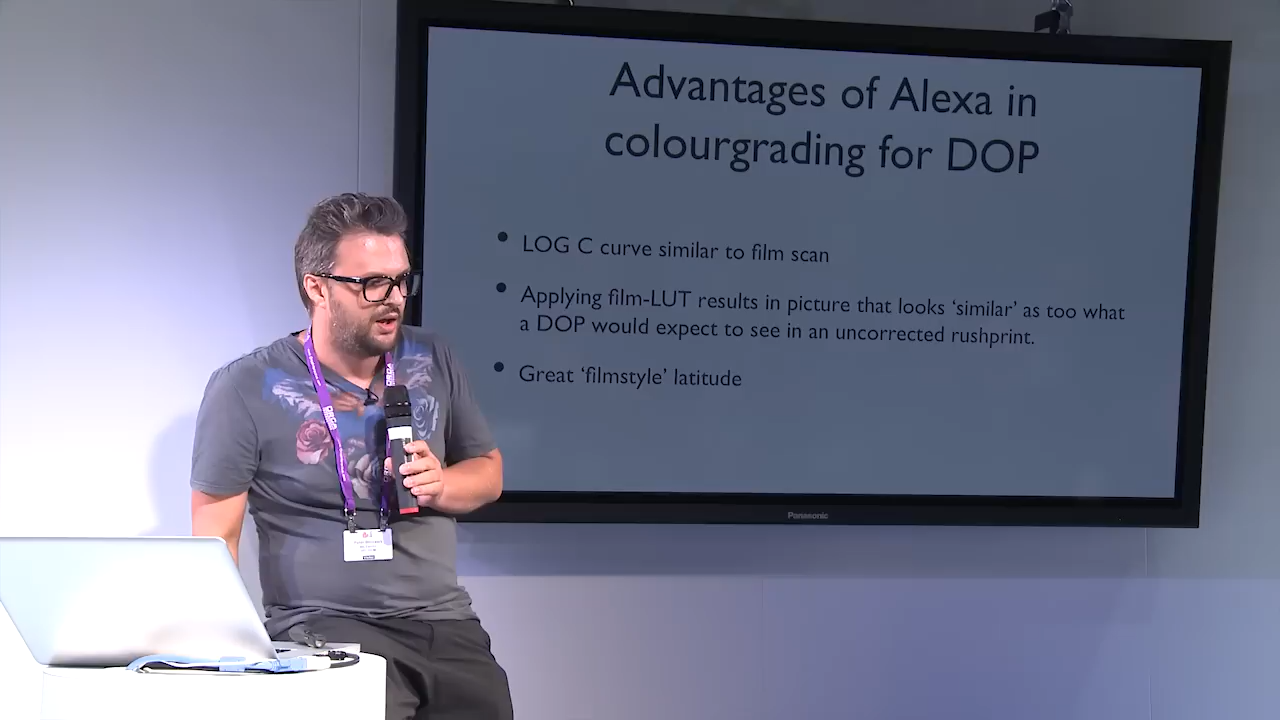 Advantages of Alexa in
colourgrading for DOP
• LOG C curve similar to film scan
• Applying film-LUT results in picture that looks ‘similar’ as too what
a DOP would expect to see in an uncorrected rushprint.
• Great ‘filmstyle’ latitude
Panasonic